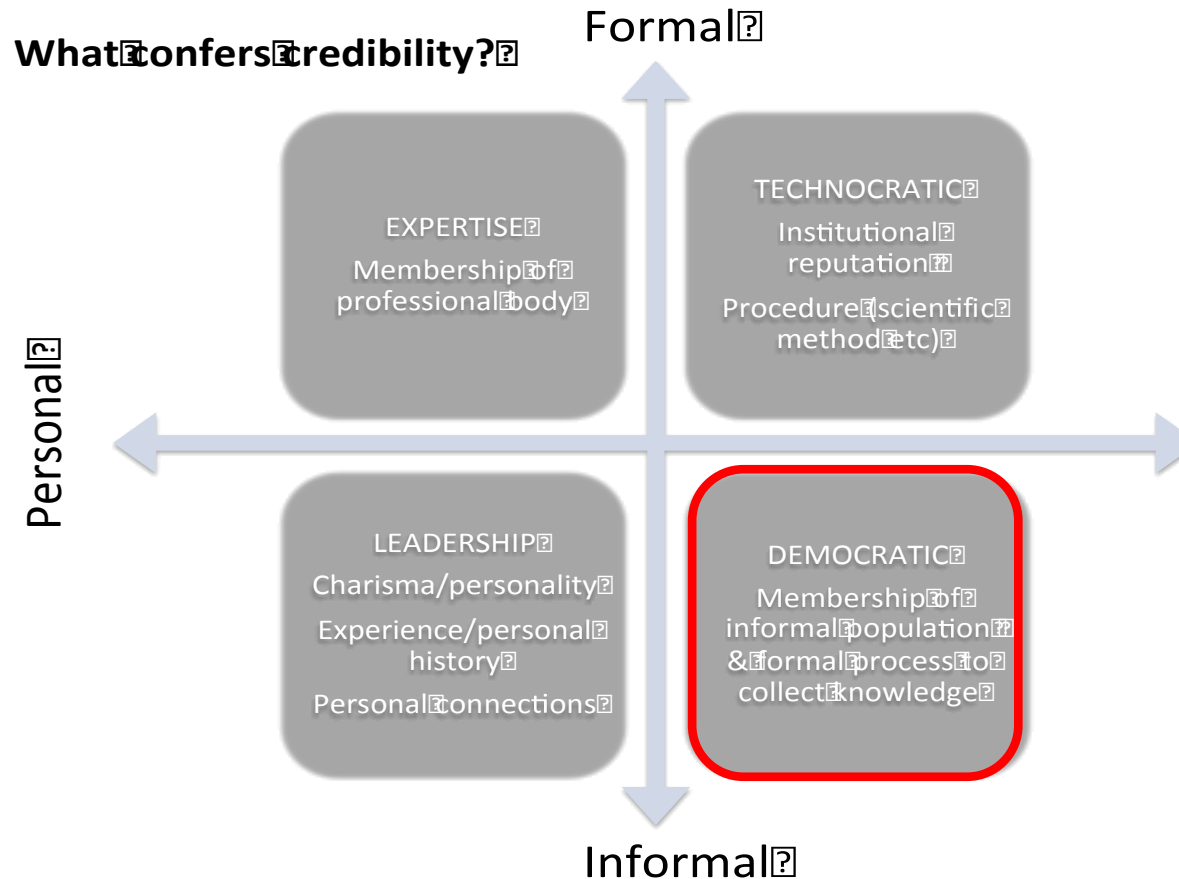 What confers credibility?
Formal
EXPERTISE
Membership of
professional body
TECHNOCRATIC
Institutional
reputation
Procedure (scientific
method etc)
Personal
LEADERSHIP
Charisma/personality
Experience/personal
history
Personal connections
DEMOCRATIC
Membership of
informal population
& formal process to
collect knowledge
Informal